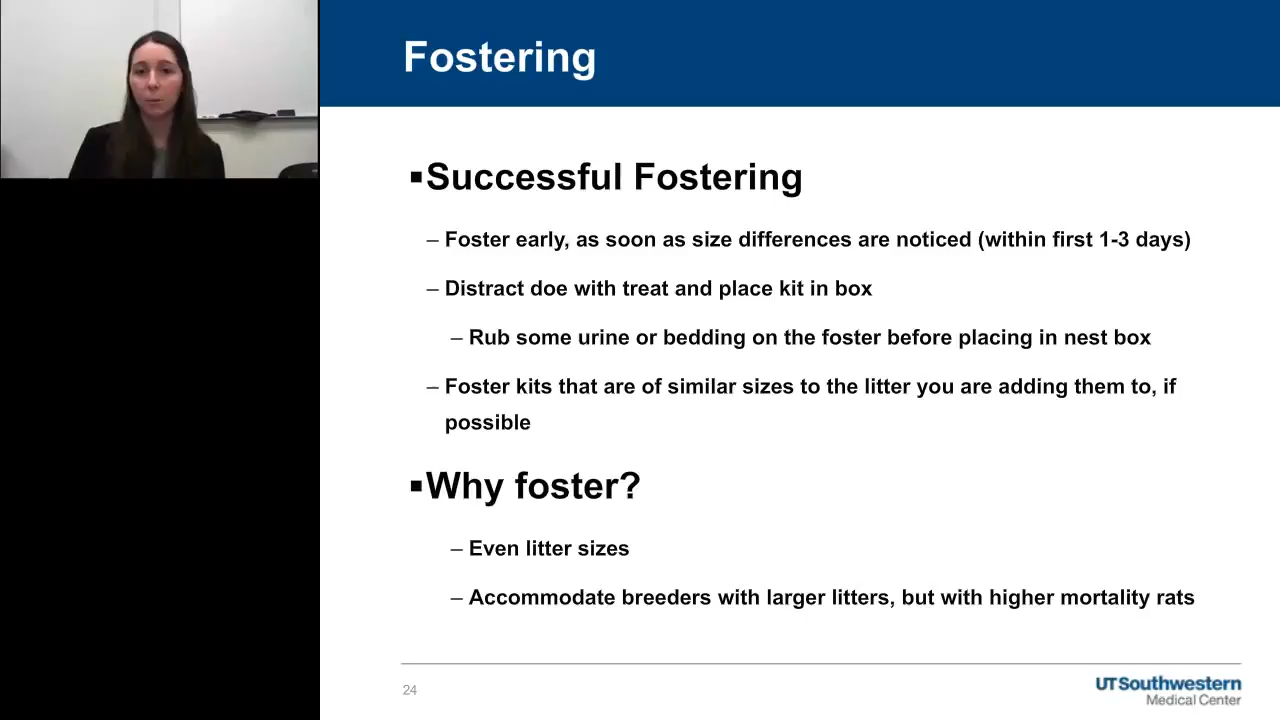 Fostering
▪Successful Fostering
– Foster early, as soon as size differences are noticed (within first 1-3 days)
– Distract doe with treat and place kit in box
– Rub some urine or bedding on the foster before placing in nest box
– Foster kits that are of similar sizes to the litter you are adding them to, if
possible
▪Why foster?
– Even litter sizes
– Accommodate breeders with larger litters, but with higher mortality rats
24
UT Southwestern
Medical Center